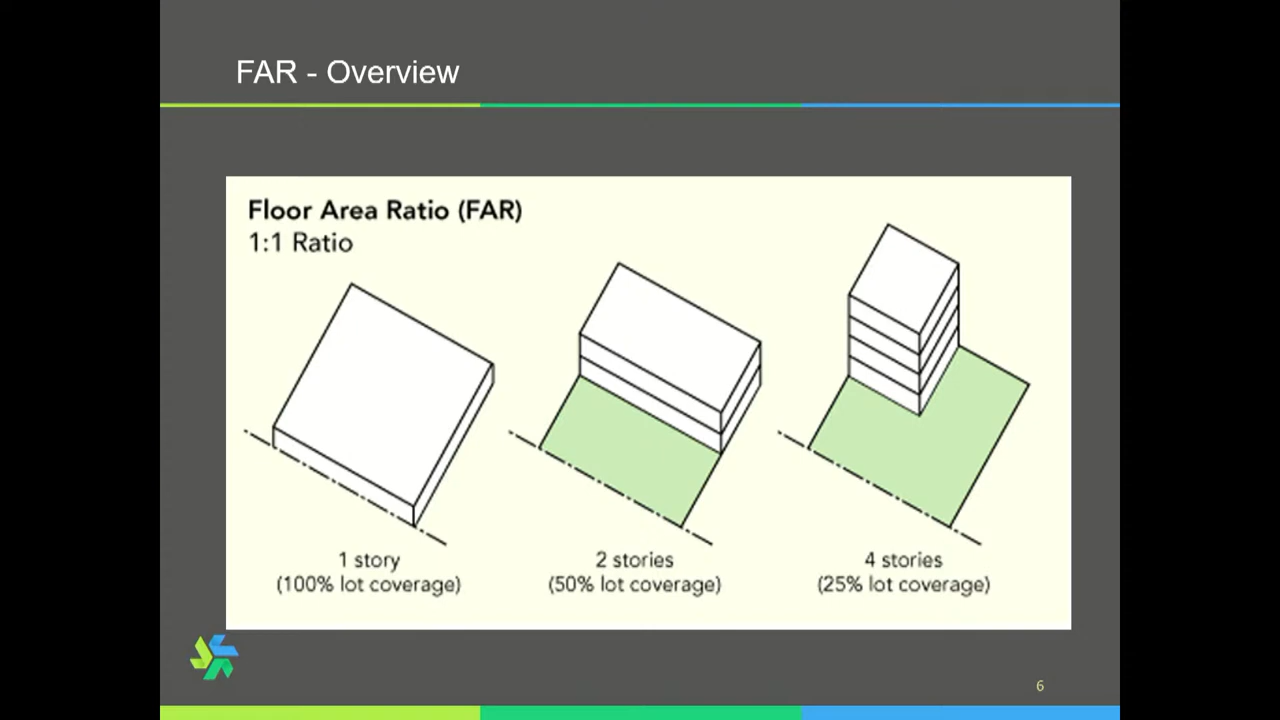 FAR - Overview
Floor Area Ratio (FAR)
1:1 Ratio
1 story
(100% lot coverage)
2 stories
(50% lot coverage)
4 stories
(25% lot coverage)
6